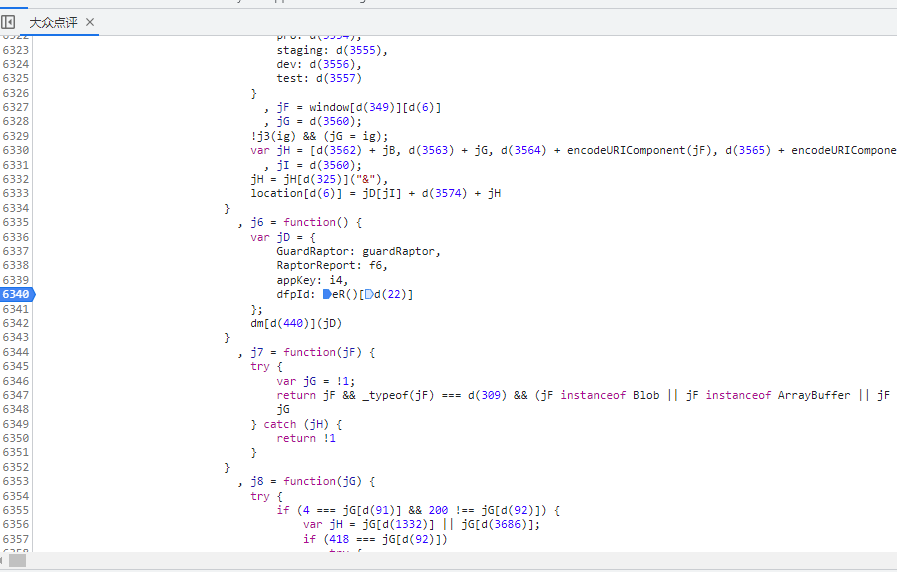 大众点评
6323 staging: d(3555),
6324 dev: d(3556),
6325 test: d(3557)
6326 }
6327 , jF = window[d(349)][d(6)]
6328 , jG = d(3560);
6329 !j3(ig) && (jG = ig);
6330 var jH = [d(3562) + jB, d(3563) + jG, d(3564) + encodeURIComponent(jF), d(3565) + encodeURICompone
6331 , jI = d(3560);
6332 jH = jH[d(325)]("&"),
6333 location[d(6)] = jD[jI] + d(3574) + jH
6334 }
6335 , j6 = function() {
6336 var jD = {
6337 GuardRaptor: guardRaptor,
6338 RaptorReport: f6,
6339 appKey: i4,
6340 dfpId: eR()[d(22)]
6341 };
6342 dm[d(440)](jD)
6343 }
6344 , j7 = function(jF) {
6345 try {
6346 var jG = !1;
6347 return jF && _typeof(jF) === d(309) && (jF instanceof Blob || jF instanceof ArrayBuffer || jF
6348 jG
6349 } catch (jH) {
6350 return !1
6351 }
6352 }
6353 , j8 = function(jG) {
6354 try {
6355 if (4 === jG[d(91)] && 200 !== jG[d(92)]) {
6356 var jH = jG[d(1332)] || jG[d(3686)];
6357 if (418 === jG[d(92)])